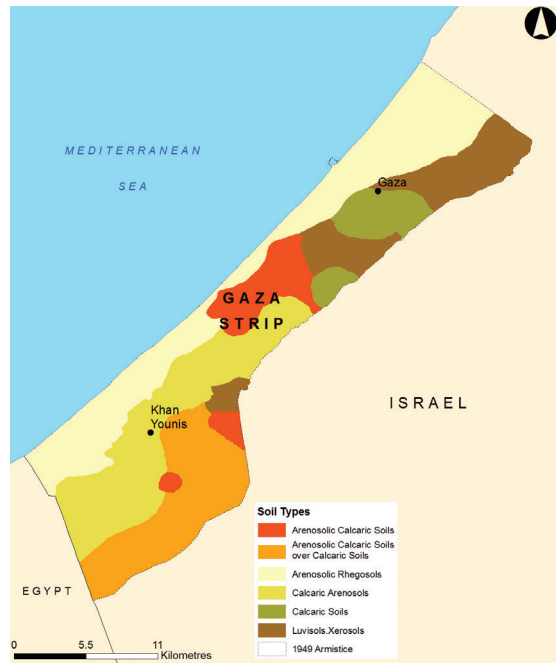 MEDITERRANEAN
SEA
Gaza
GAZA
STRIP
ISRAEL
Khan
Younis
EGYPT
Soil Types
Arenosolic Calcaric Soils
Arenosolic Calcaric Soils
over Calcaric Soils
Arenosolic Rhegosols
Calcaric Arenosols
Calcaric Soils
Luvisols.Xerosols
1949 Armistice
0 5.5 11
Kilometres